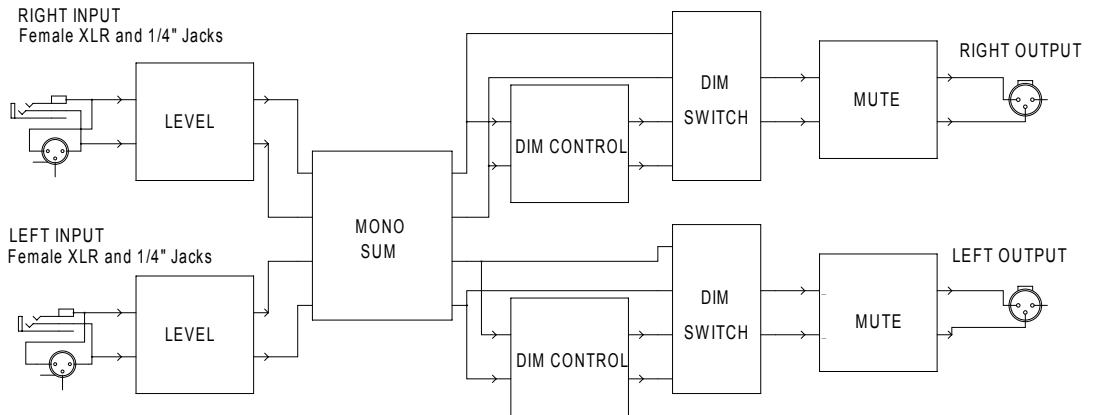 RIGHT INPUT
Female XLR and 1/4" Jacks
LEVEL
DIM CONTROL
DIM
SWITCH
MUTE
RIGHT OUTPUT
MONO
SUM
LEFT INPUT
Female XLR and 1/4" Jacks
LEVEL
DIM CONTROL
DIM
SWITCH
MUTE
LEFT OUTPUT